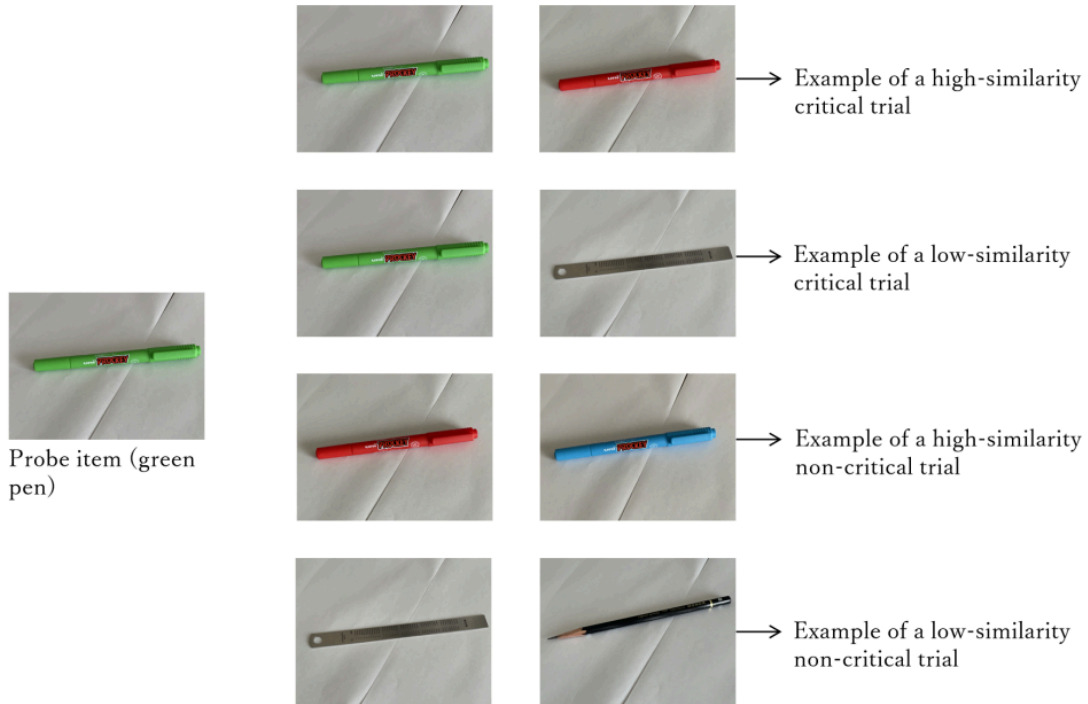 Example of a high-similarity
critical trial
Example of a low-similarity
critical trial
Probe item (green
pen)
Example of a high-similarity
non-critical trial
Example of a low-similarity
non-critical trial